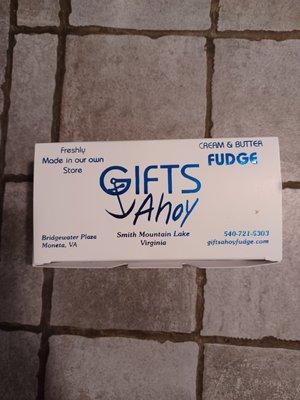 Freshly
Made in our own
Store
CREAM & BUTTER
FUDGE
GIFTS
Ahoy
Smith Mountain Lake
Virginia
Bridgewater Plaza
Moneta, VA
540-721-5303
giftsahoyfudge.com